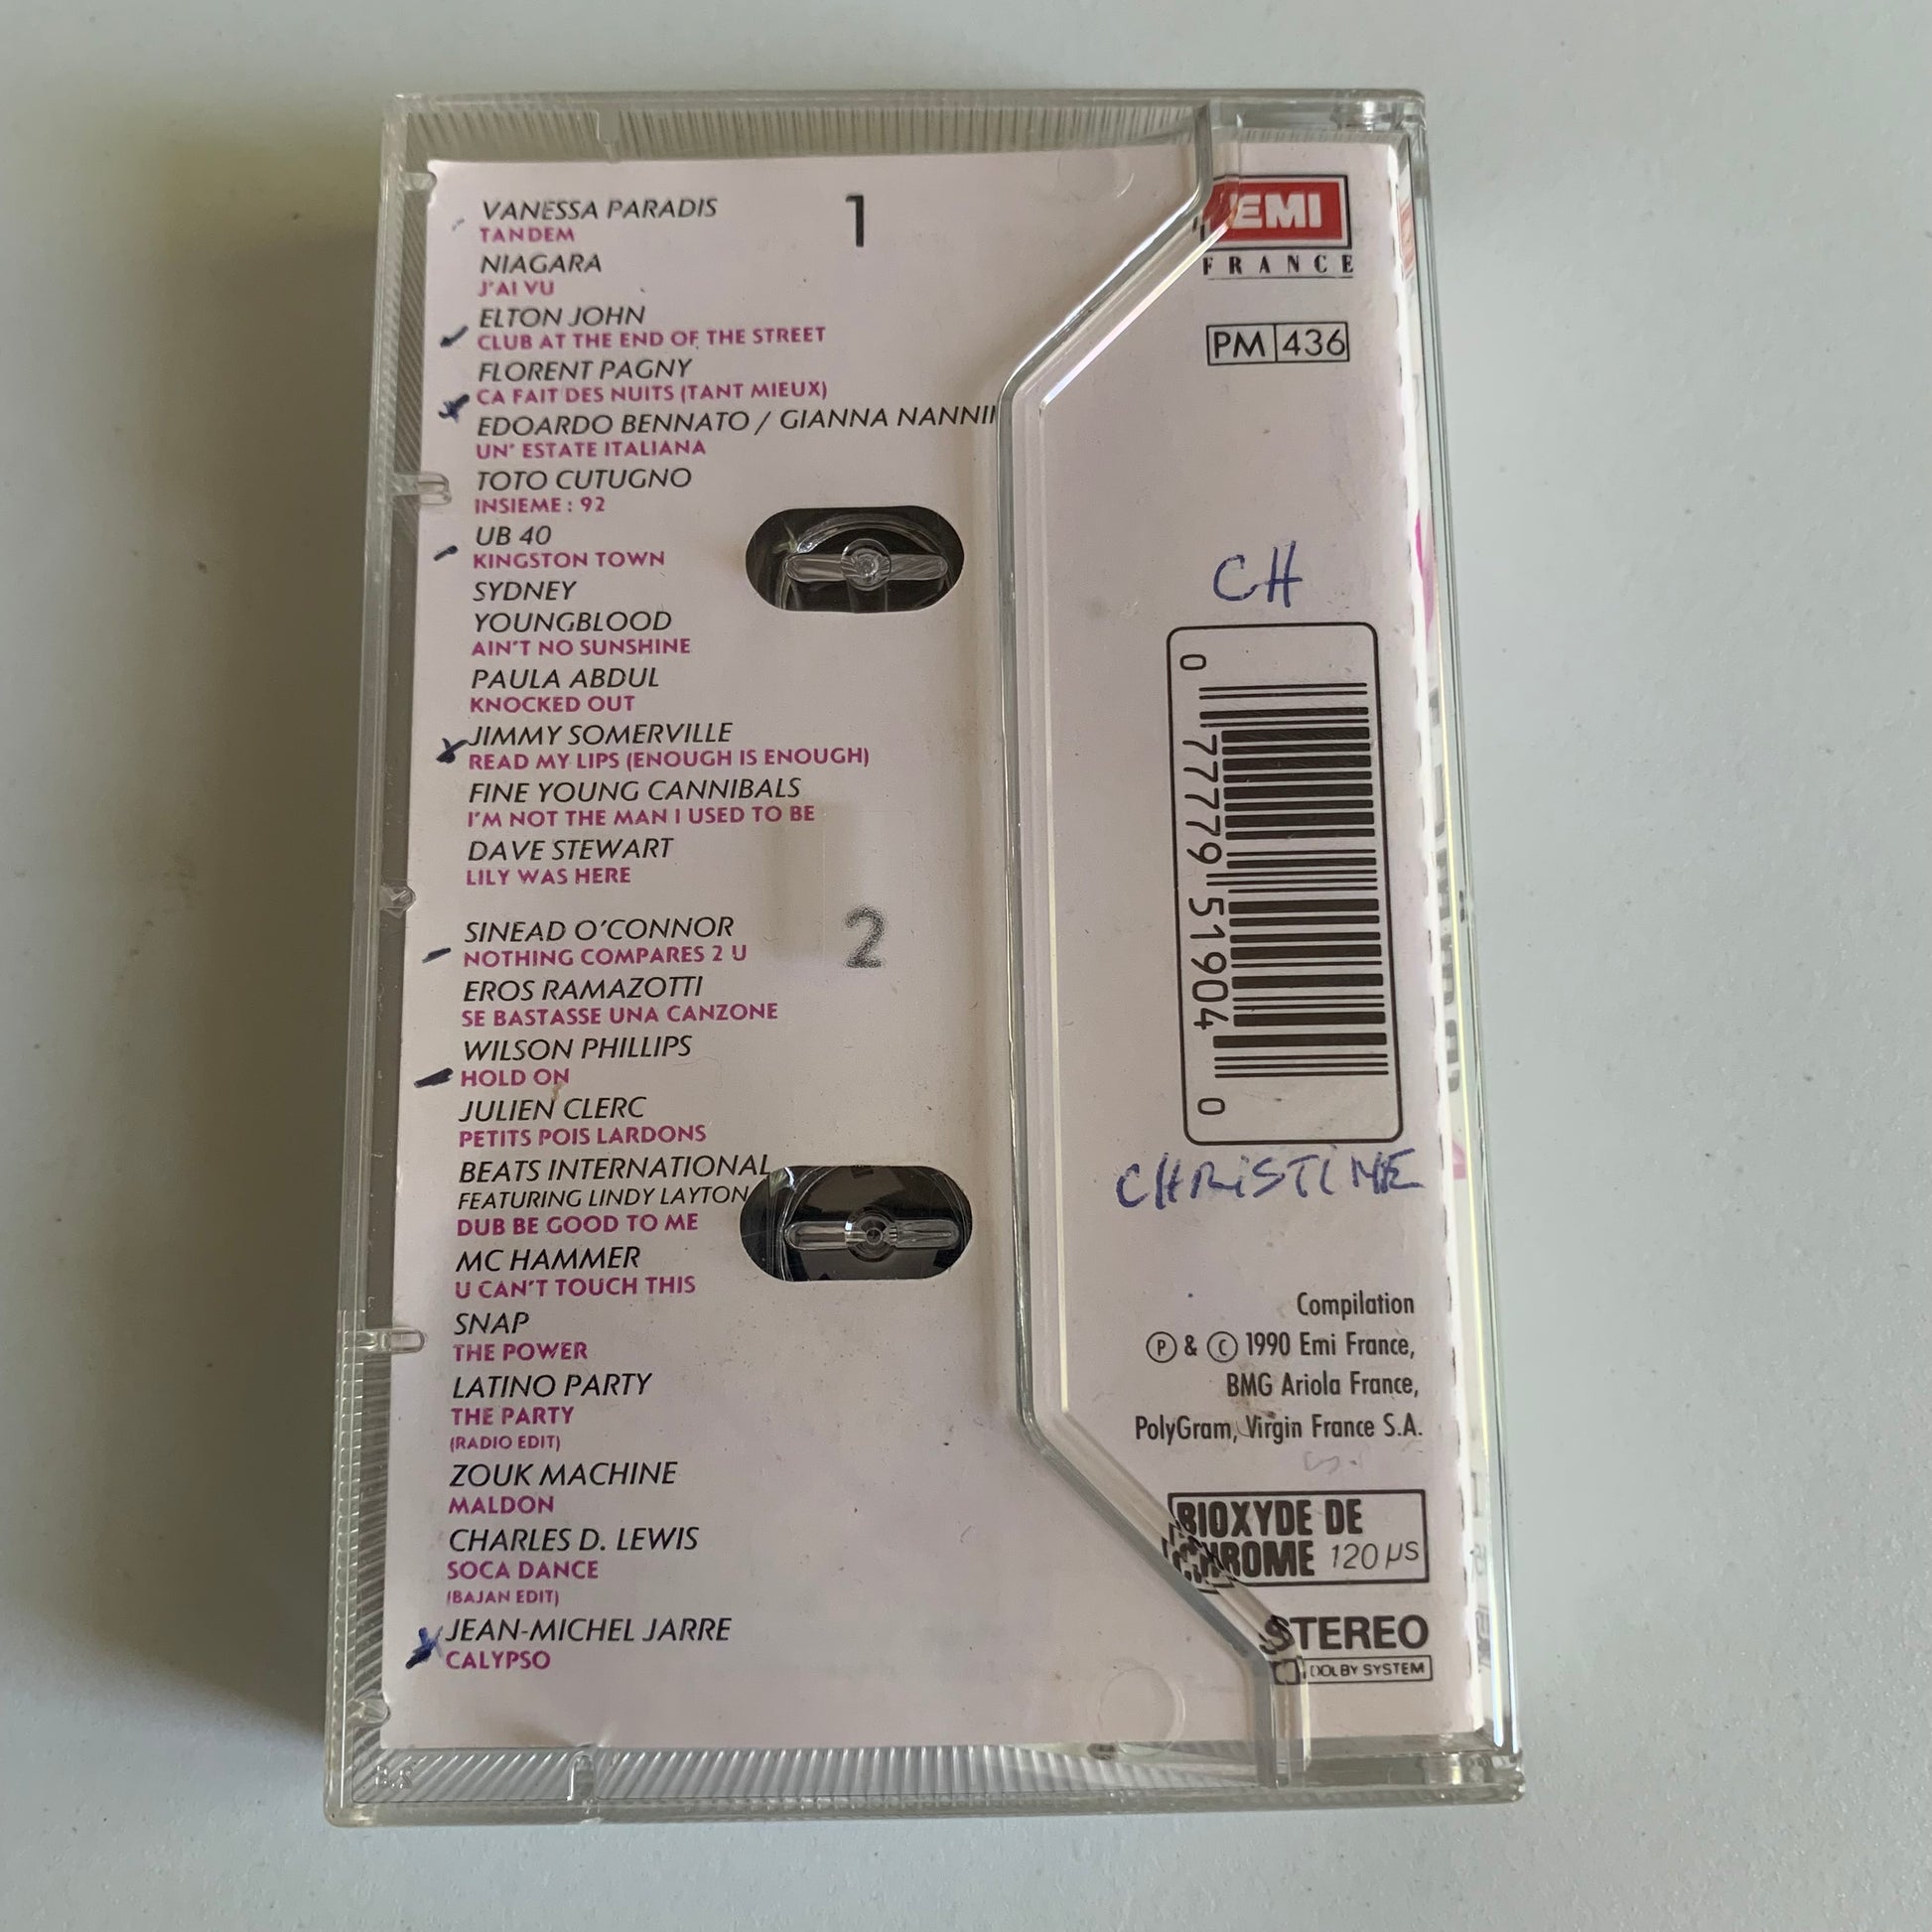 VANESSA PARADIS
TANDEM
1
NIAGARA
J'AI VU
ELTON JOHN
CLUB AT THE END OF THE STREET
FLORENT PAGNY
CA FAIT DES NUITS (TANT MIEUX)
EDOARDO BENNATO / GIANNA NANNI
UN' ESTATE ITALIANA
TOTO CUTUGNO
INSIEME : 92
UB 40
KINGSTON TOWN
SYDNEY
YOUNGBLOOD
AIN'T NO SUNSHINE
PAULA ABDUL
KNOCKED OUT
JIMMY SOMERVILLE
READ MY LIPS (ENOUGH IS ENOUGH)
FINE YOUNG CANNIBALS
I'M NOT THE MAN I USED TO BE
DAVE STEWART
LILY WAS HERE
2
SINEAD O'CONNOR
NOTHING COMPARES 2 U
EROS RAMAZOTTI
SE BASTASSE UNA CANZONE
WILSON PHILLIPS
HOLD ON
JULIEN CLERC
PETITS POIS LARDONS
BEATS INTERNATIONAL
FEATURING LINDY LAYTON
DUB BE GOOD TO ME
MC HAMMER
U CAN'T TOUCH THIS
SNAP
THE POWER
LATINO PARTY
THE PARTY
(RADIO EDIT)
ZOUK MACHINE
MALDON
CHARLES D. LEWIS
SOCA DANCE
(BAJAN EDIT)
JEAN-MICHEL JARRE
CALYPSO
EMI
FRANCE
PM 436
CH
0 77779 51904 0
CHRISTINE
Compilation
℗ & © 1990 Emi France,
BMG Ariola France,
PolyGram, Virgin France S.A.
BIOXYDE DE
CHROME 120 µs
STEREO
DOLBY SYSTEM